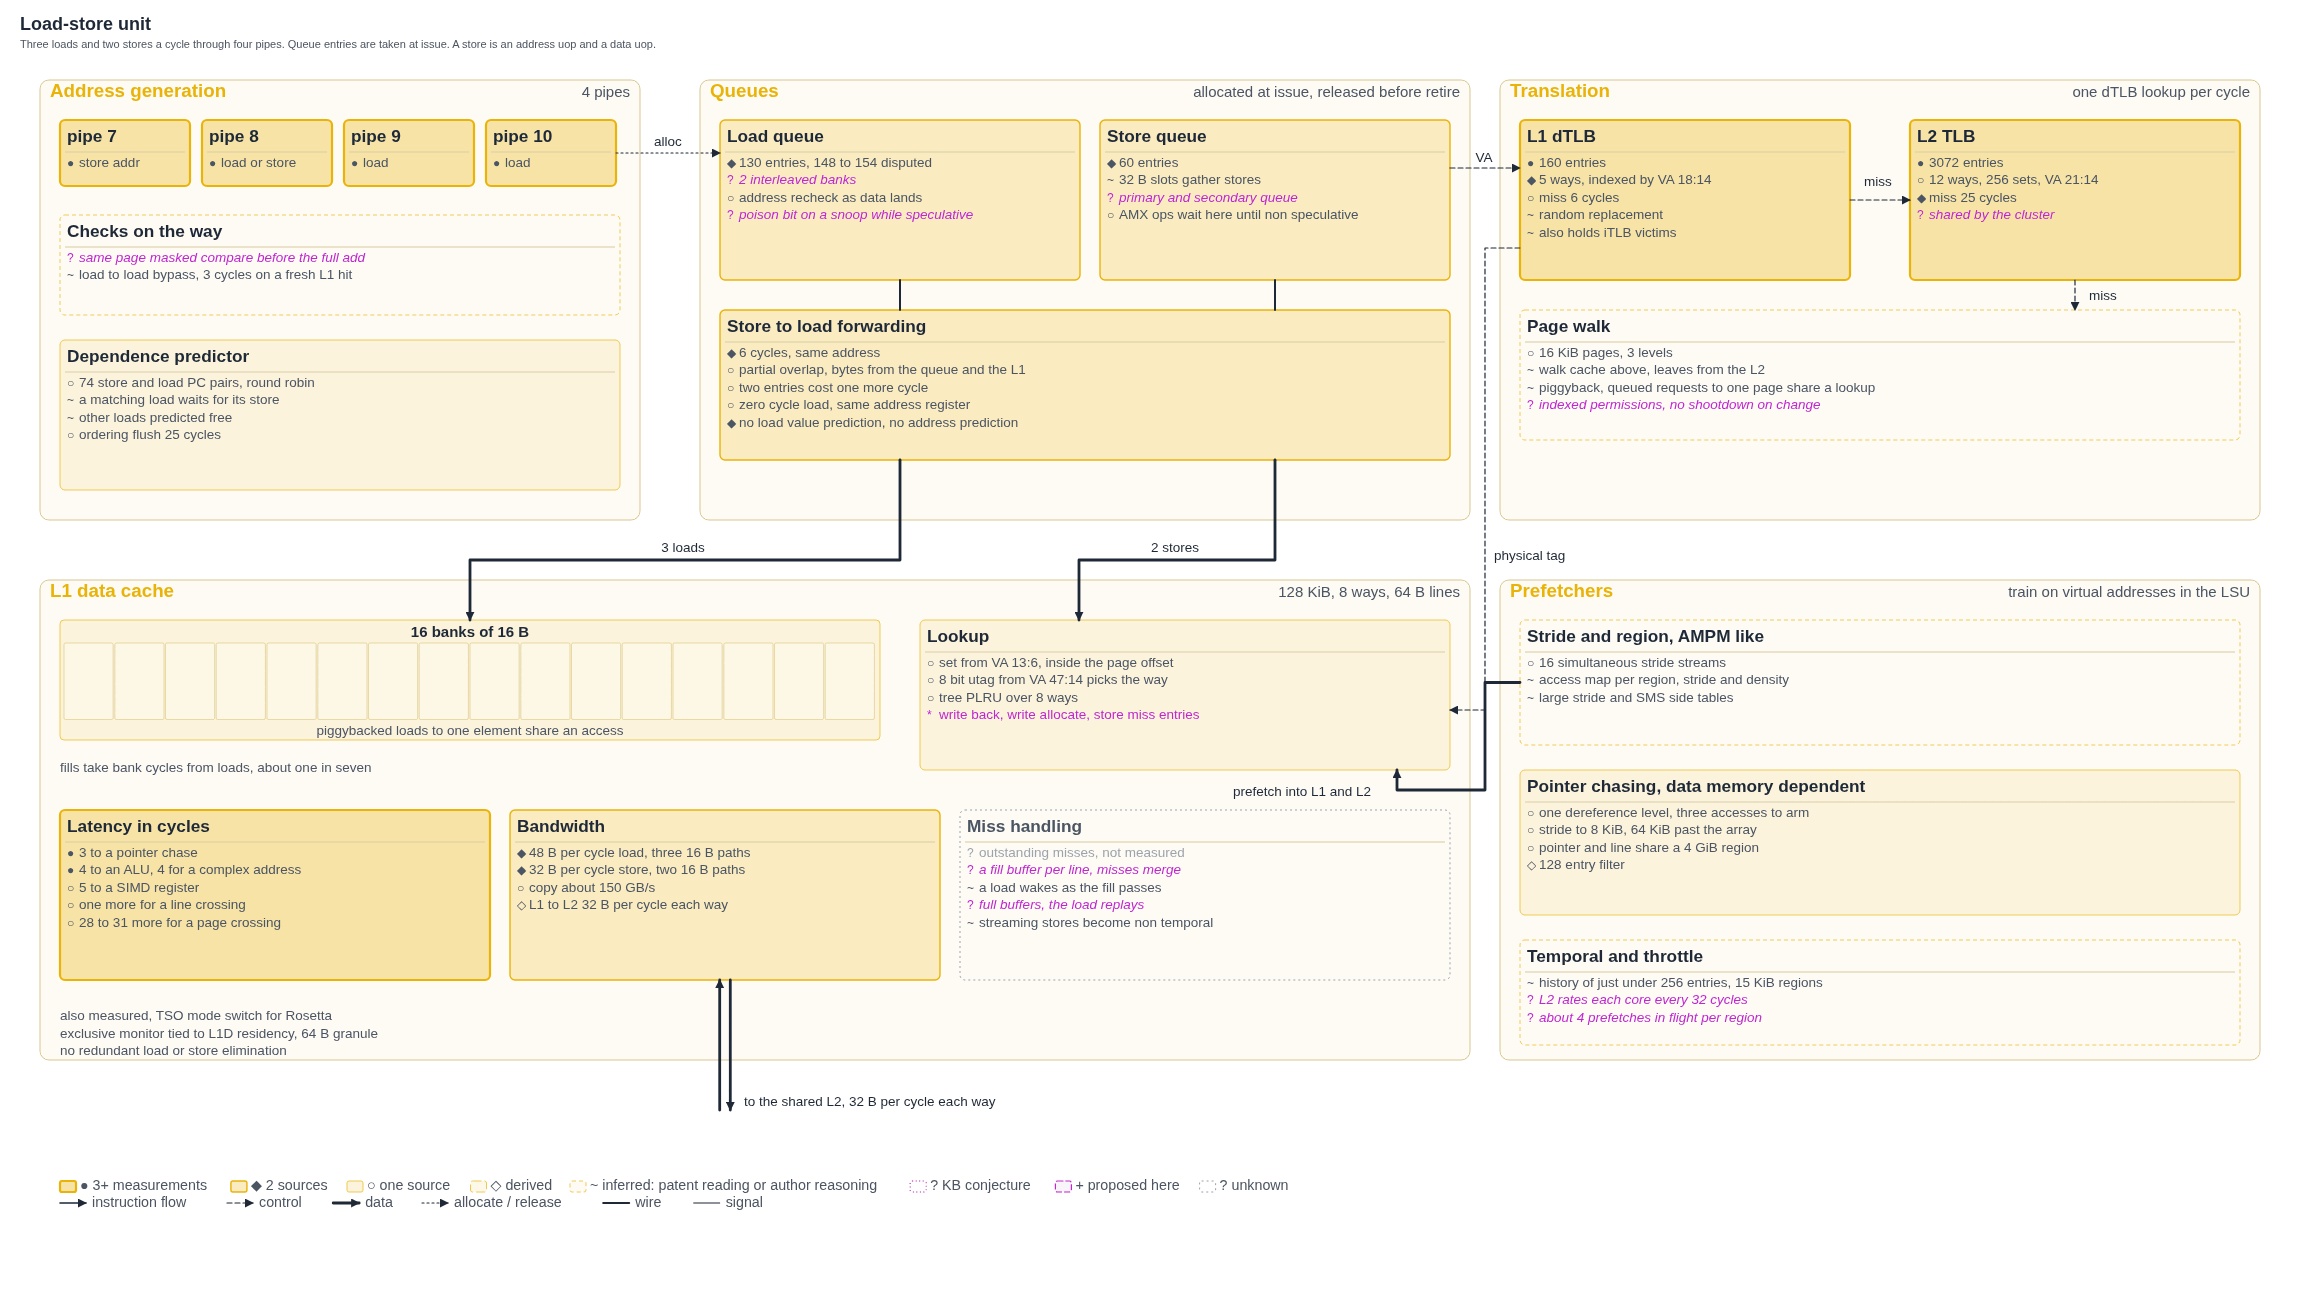 Load-store unit
Three loads and two stores a cycle through four pipes. Queue entries are taken at issue. A store is an address uop and a data uop.
Address generation
4 pipes
pipe 7
● store addr
pipe 8
● load or store
pipe 9
● load
pipe 10
● load
Checks on the way
? same page masked compare before the full add
~ load to load bypass, 3 cycles on a fresh L1 hit
Dependence predictor
○ 74 store and load PC pairs, round robin
~ a matching load waits for its store
~ other loads predicted free
○ ordering flush 25 cycles
alloc
Queues
allocated at issue, released before retire
Load queue
◆ 130 entries, 148 to 154 disputed
? 2 interleaved banks
○ address recheck as data lands
? poison bit on a snoop while speculative
Store queue
◆ 60 entries
~ 32 B slots gather stores
? primary and secondary queue
○ AMX ops wait here until non speculative
Store to load forwarding
◆ 6 cycles, same address
○ partial overlap, bytes from the queue and the L1
○ two entries cost one more cycle
○ zero cycle load, same address register
◆ no load value prediction, no address prediction
VA
Translation
one dTLB lookup per cycle
L1 dTLB
● 160 entries
◆ 5 ways, indexed by VA 18:14
○ miss 6 cycles
~ random replacement
~ also holds iTLB victims
miss
L2 TLB
● 3072 entries
○ 12 ways, 256 sets, VA 21:14
◆ miss 25 cycles
? shared by the cluster
miss
Page walk
○ 16 KiB pages, 3 levels
~ walk cache above, leaves from the L2
~ piggyback, queued requests to one page share a lookup
? indexed permissions, no shootdown on change
3 loads
2 stores
physical tag
L1 data cache
128 KiB, 8 ways, 64 B lines
16 banks of 16 B
piggybacked loads to one element share an access
fills take bank cycles from loads, about one in seven
Lookup
○ set from VA 13:6, inside the page offset
○ 8 bit utag from VA 47:14 picks the way
○ tree PLRU over 8 ways
* write back, write allocate, store miss entries
prefetch into L1 and L2
Latency in cycles
● 3 to a pointer chase
● 4 to an ALU, 4 for a complex address
○ 5 to a SIMD register
○ one more for a line crossing
○ 28 to 31 more for a page crossing
Bandwidth
◆ 48 B per cycle load, three 16 B paths
◆ 32 B per cycle store, two 16 B paths
○ copy about 150 GB/s
◇ L1 to L2 32 B per cycle each way
Miss handling
? outstanding misses, not measured
? a fill buffer per line, misses merge
~ a load wakes as the fill passes
? full buffers, the load replays
~ streaming stores become non temporal
also measured, TSO mode switch for Rosetta
exclusive monitor tied to L1D residency, 64 B granule
no redundant load or store elimination
to the shared L2, 32 B per cycle each way
Prefetchers
train on virtual addresses in the LSU
Stride and region, AMPM like
○ 16 simultaneous stride streams
~ access map per region, stride and density
~ large stride and SMS side tables
Pointer chasing, data memory dependent
○ one dereference level, three accesses to arm
○ stride to 8 KiB, 64 KiB past the array
○ pointer and line share a 4 GiB region
◇ 128 entry filter
Temporal and throttle
~ history of just under 256 entries, 15 KiB regions
? L2 rates each core every 32 cycles
? about 4 prefetches in flight per region
● 3+ measurements ◆ 2 sources ○ one source ◇ derived ~ inferred: patent reading or author reasoning ? KB conjecture + proposed here ? unknown
instruction flow control data allocate / release wire signal